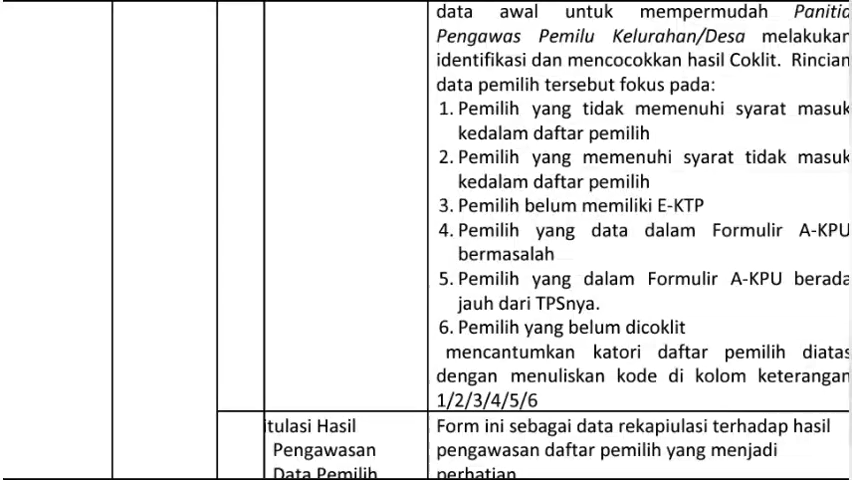 data awal untuk mempermudah Panitia
Pengawas Pemilu Kelurahan/Desa melakukan
identifikasi dan mencocokkan hasil Coklit. Rincian
data pemilih tersebut fokus pada:
1. Pemilih yang tidak memenuhi syarat masuk
kedalam daftar pemilih
2. Pemilih yang memenuhi syarat tidak masuk
kedalam daftar pemilih
3. Pemilih belum memiliki E-KTP
4. Pemilih yang data dalam Formulir A-KPU
bermasalah
5. Pemilih yang dalam Formulir A-KPU berada
jauh dari TPSnya.
6. Pemilih yang belum dicoklit
mencantumkan katori daftar pemilih diatas
dengan menuliskan kode di kolom keterangan
1/2/3/4/5/6
itulasi Hasil
Pengawasan
Data Pemilih
Form ini sebagai data rekapiulasi terhadap hasil
pengawasan daftar pemilih yang menjadi
perhatian